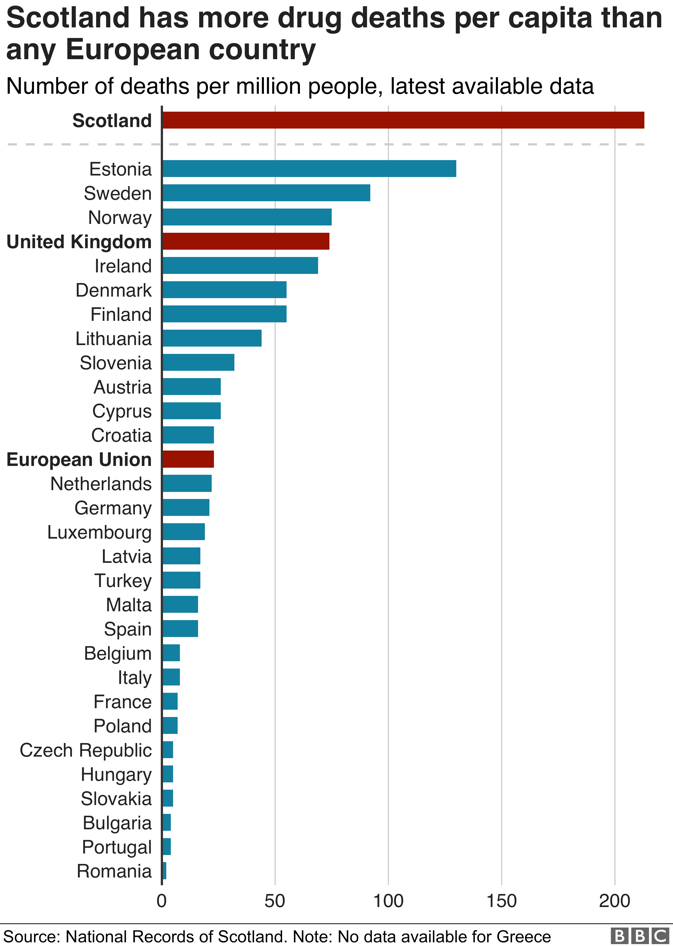 Scotland has more drug deaths per capita than
any European country
Number of deaths per million people, latest available data
Scotland
Estonia
Sweden
Norway
United Kingdom
Ireland
Denmark
Finland
Lithuania
Slovenia
Austria
Cyprus
Croatia
European Union
Netherlands
Germany
Luxembourg
Latvia
Turkey
Malta
Spain
Belgium
Italy
France
Poland
Czech Republic
Hungary
Slovakia
Bulgaria
Portugal
Romania
0 50 100 150 200
Source: National Records of Scotland. Note: No data available for Greece
BBC